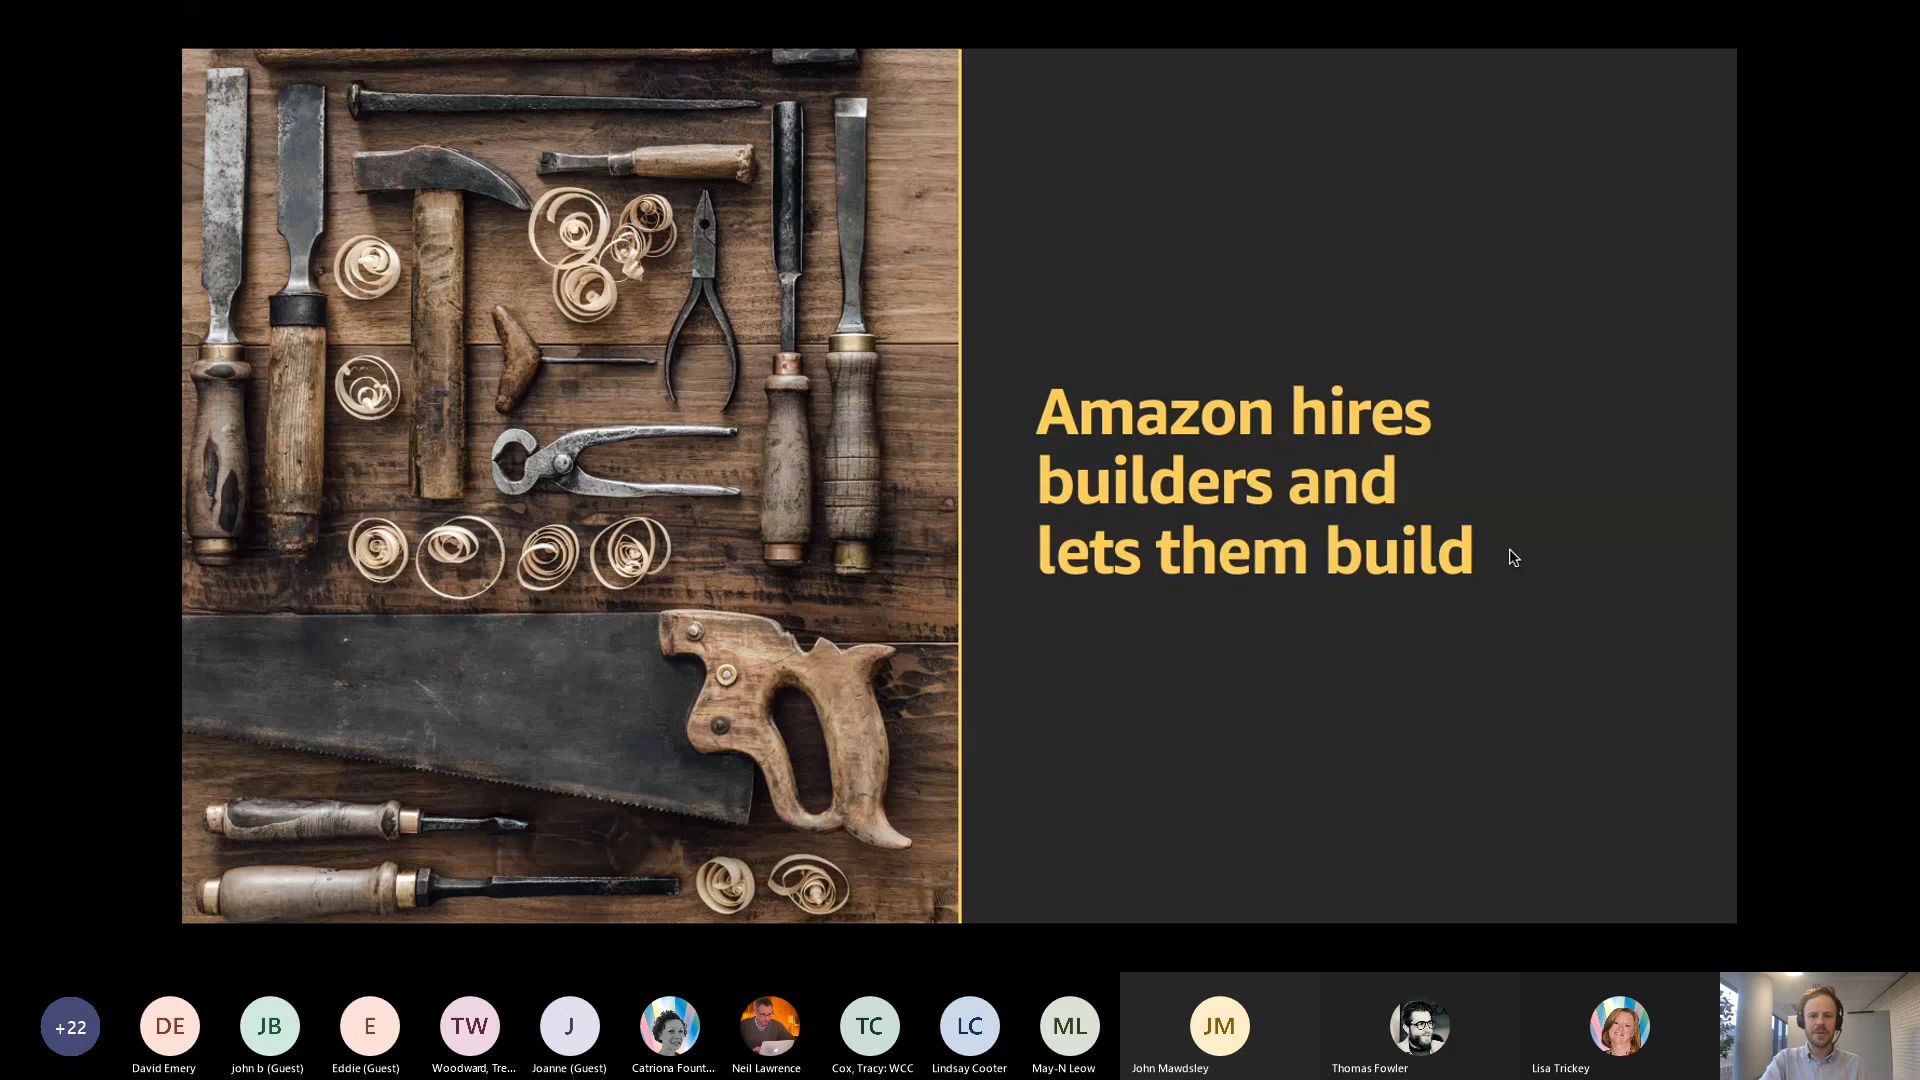 Amazon hires
builders and
lets them build
+22
DE
JB
E
TW
J
TC
LC
ML
JM
David Emery
john b (Guest)
Eddie (Guest)
Woodward, Tre...
Joanne (Guest)
Catriona Fount...
Neil Lawrence
Cox, Tracy: WCC
Lindsay Cooter
May-N Leow
John Mawdsley
Thomas Fowler
Lisa Trickey